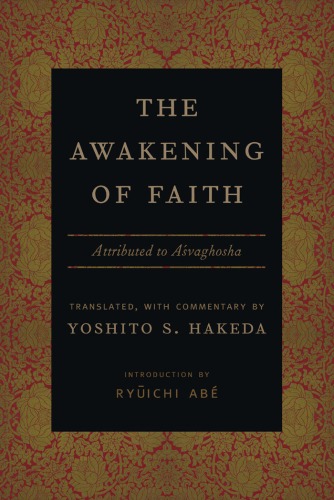 THE
AWAKENING
OF FAITH
Attributed to Aśvaghosha
TRANSLATED, WITH COMMENTARY BY
YOSHITO S. HAKEDA
INTRODUCTION BY
RYŪICHI ABÉ